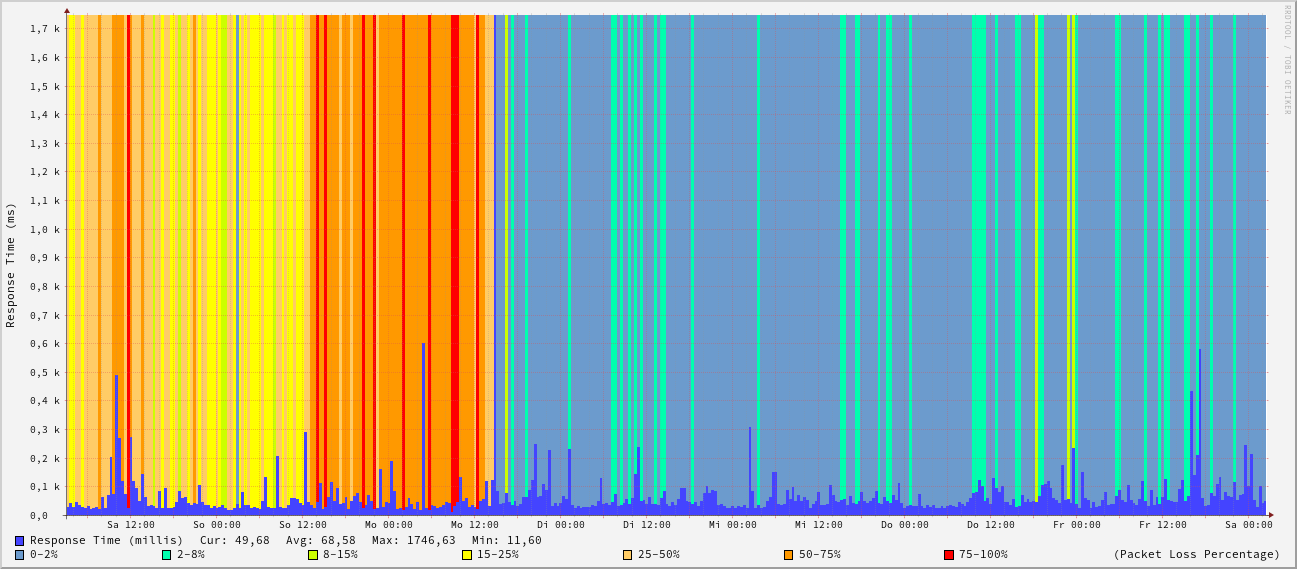 1,7 k
1,6 k
1,5 k
1,4 k
1,3 k
1,2 k
1,1 k
1,0 k
0,9 k
0,8 k
0,7 k
0,6 k
0,5 k
0,4 k
0,3 k
0,2 k
0,1 k
0,0
Response Time (ms)
RRDTOOL / TOBI OETIKER
Sa 12:00 So 00:00 So 12:00 Mo 00:00 Mo 12:00 Di 00:00 Di 12:00 Mi 00:00 Mi 12:00 Do 00:00 Do 12:00 Fr 00:00 Fr 12:00 Sa 00:00
Response Time (millis) Cur: 49,68 Avg: 68,58 Max: 1746,63 Min: 11,60
0-2% 2-8% 8-15% 15-25% 25-50% 50-75% 75-100% (Packet Loss Percentage)